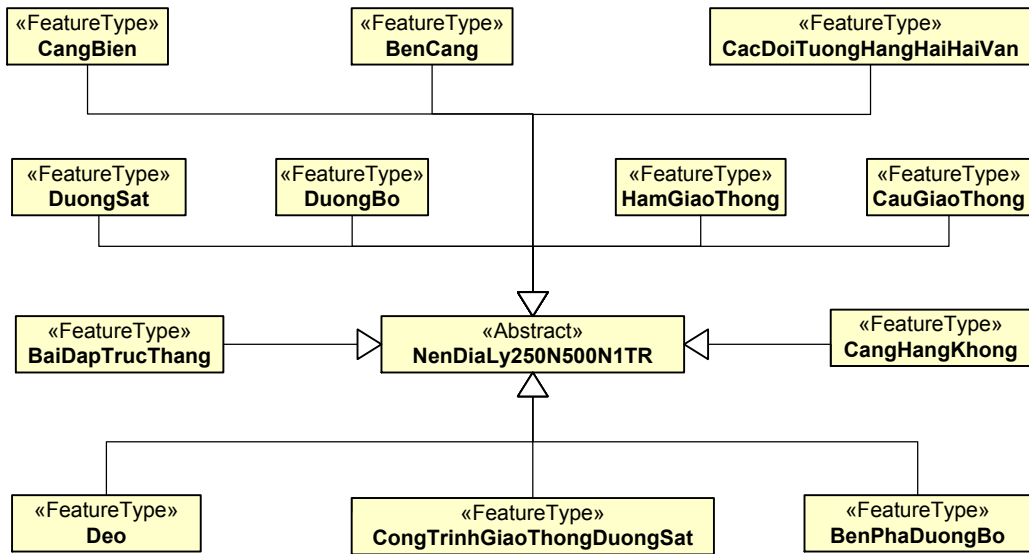 «FeatureType»
CangBien
«FeatureType»
BenCang
«FeatureType»
CacDoiTuongHangHaiHaiVan
«FeatureType»
DuongSat
«FeatureType»
DuongBo
«FeatureType»
HamGiaoThong
«FeatureType»
CauGiaoThong
«FeatureType»
BaiDapTrucThang
«Abstract»
NenDiaLy250N500N1TR
«FeatureType»
CangHangKhong
«FeatureType»
Deo
«FeatureType»
CongTrinhGiaoThongDuongSat
«FeatureType»
BenPhaDuongBo